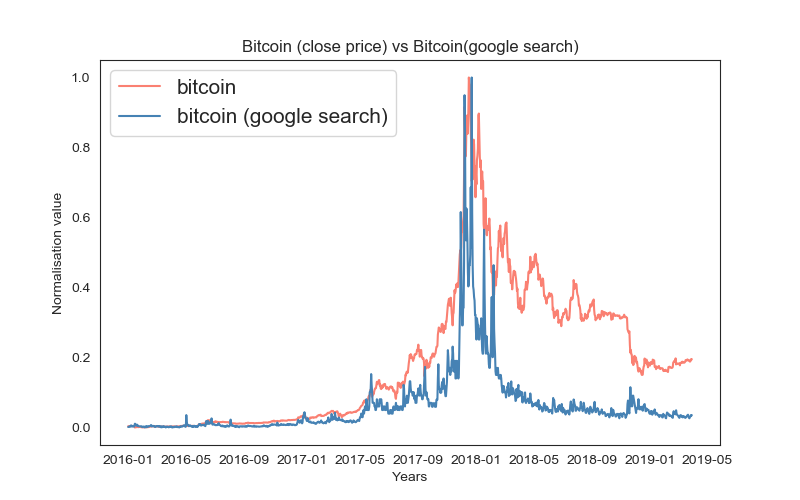 Bitcoin (close price) vs Bitcoin(google search)
bitcoin
bitcoin (google search)
1.0
0.8
0.6
0.4
0.2
0.0
Normalisation value
2016-01 2016-05 2016-09 2017-01 2017-05 2017-09 2018-01 2018-05 2018-09 2019-01 2019-05
Years